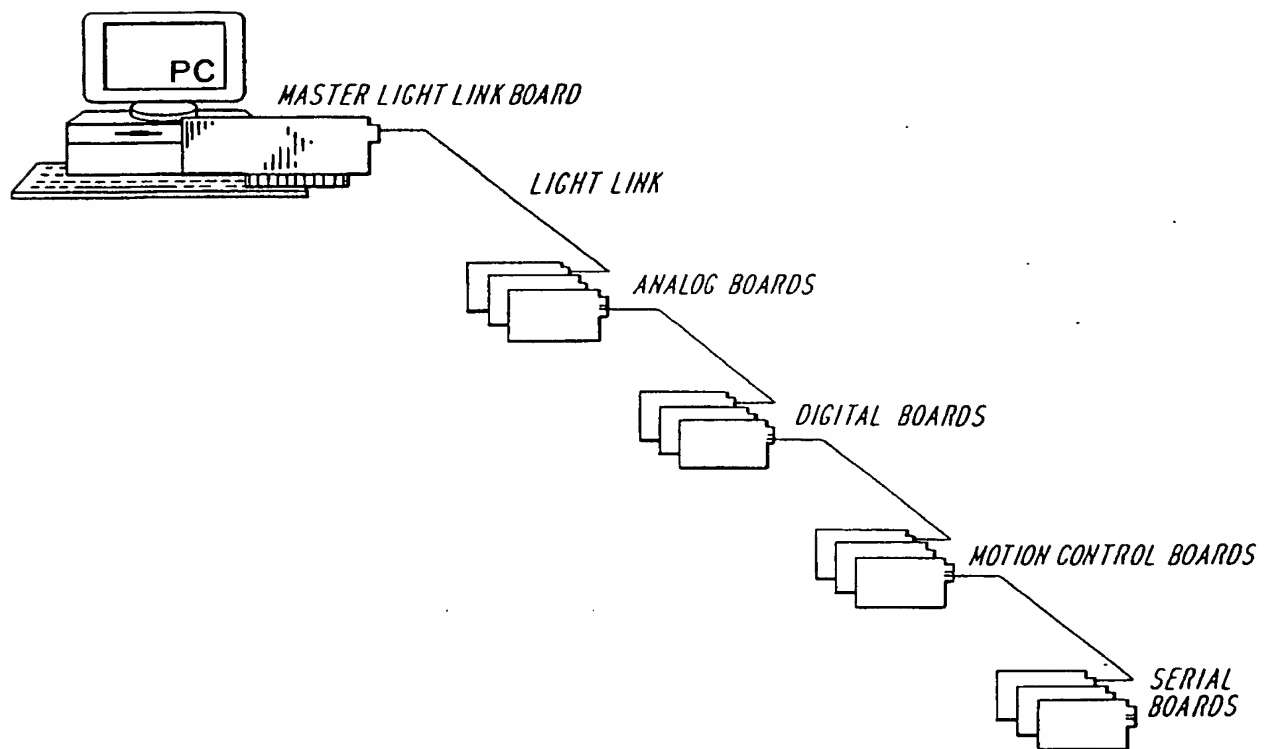 PC
MASTER LIGHT LINK BOARD
LIGHT LINK
ANALOG BOARDS
DIGITAL BOARDS
MOTION CONTROL BOARDS
SERIAL
BOARDS